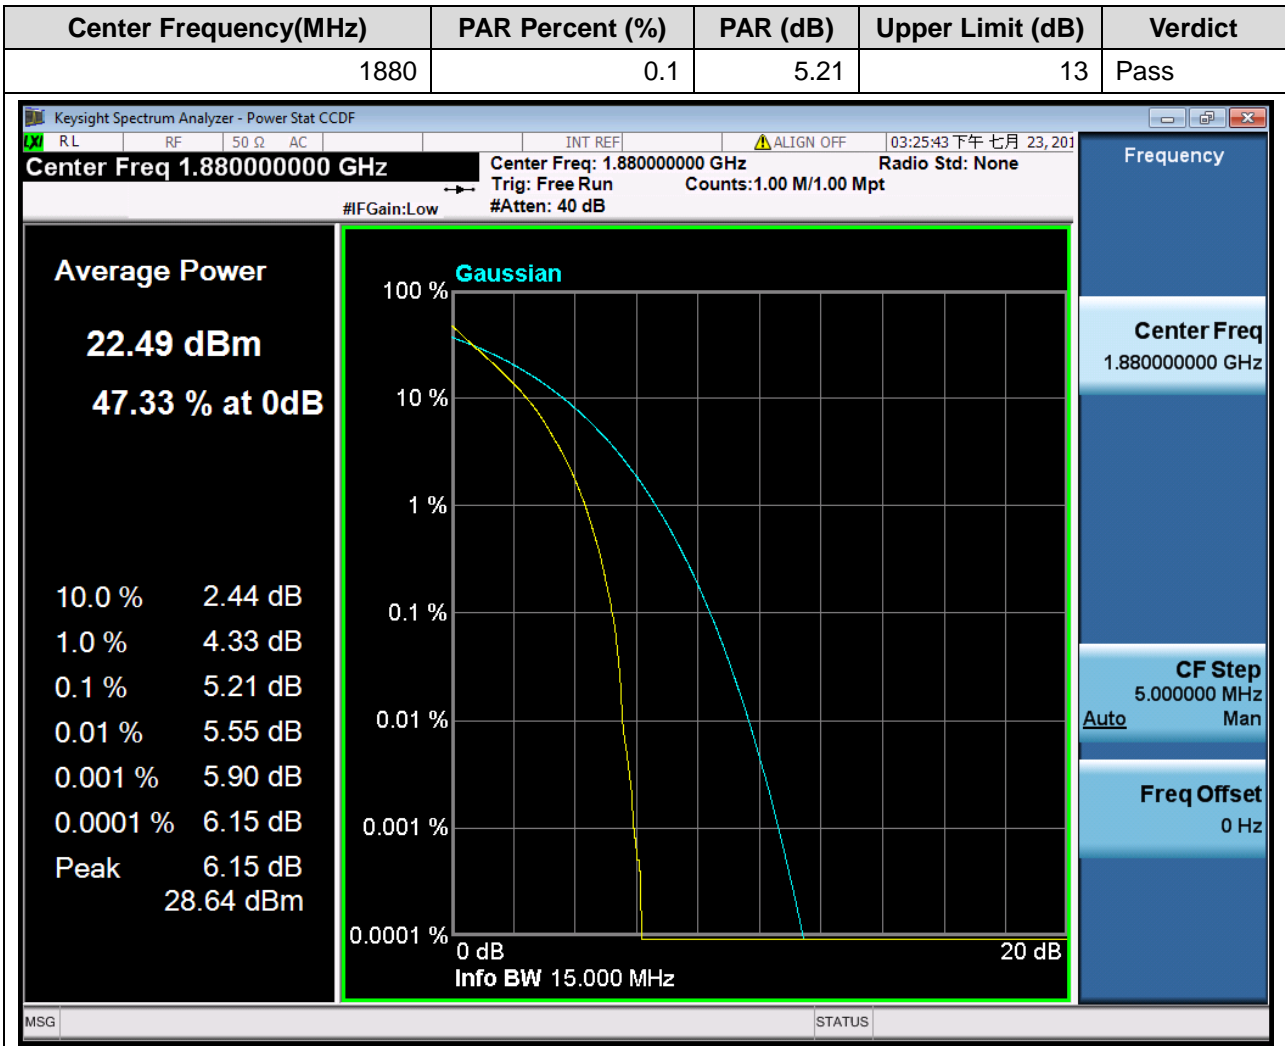 Center Frequency(MHz) PAR Percent (%) PAR (dB) Upper Limit (dB) Verdict
1880 0.1 5.21 13 Pass
Keysight Spectrum Analyzer - Power Stat CCDF
LXI RL RF 50 Ω AC INT REF ALIGN OFF 03:25:43 下午 七月 23, 201
Center Freq 1.880000000 GHz
Center Freq: 1.880000000 GHz Radio Std: None
Trig: Free Run Counts:1.00 M/1.00 Mpt
#IFGain:Low #Atten: 40 dB
Average Power
22.49 dBm
47.33 % at 0dB
10.0 % 2.44 dB
1.0 % 4.33 dB
0.1 % 5.21 dB
0.01 % 5.55 dB
0.001 % 5.90 dB
0.0001 % 6.15 dB
Peak 6.15 dB
28.64 dBm
Gaussian
100 %
10 %
1 %
0.1 %
0.01 %
0.001 %
0.0001 %
0 dB 20 dB
Info BW 15.000 MHz
Frequency
Center Freq
1.880000000 GHz
CF Step
5.000000 MHz
Auto Man
Freq Offset
0 Hz
MSG STATUS